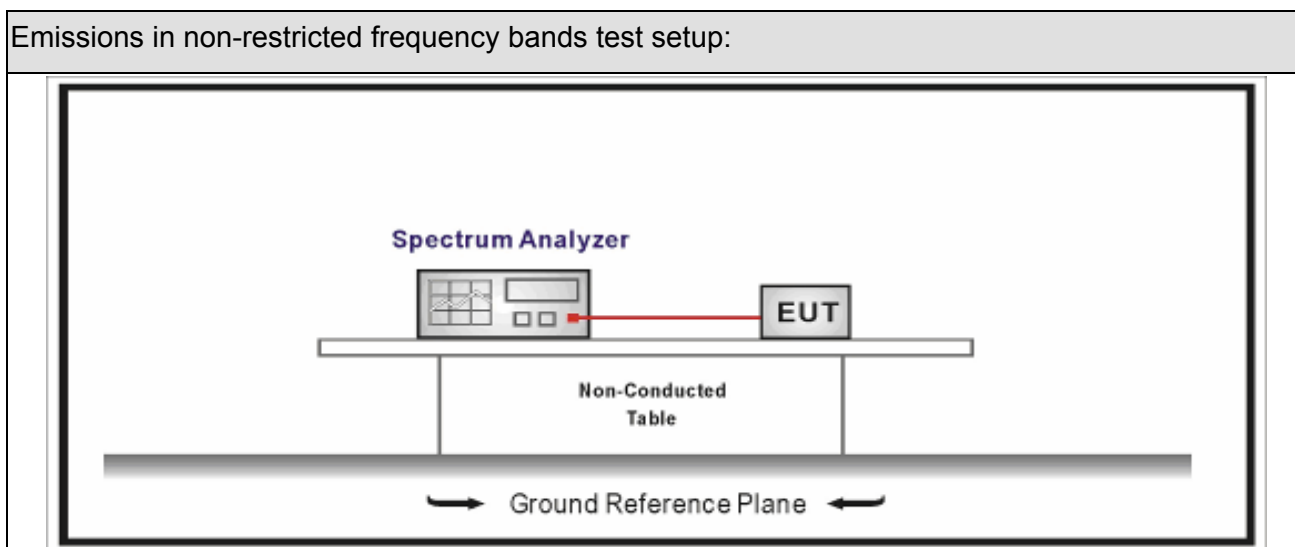 Emissions in non-restricted frequency bands test setup:
Spectrum Analyzer
EUT
Non-Conducted
Table
Ground Reference Plane